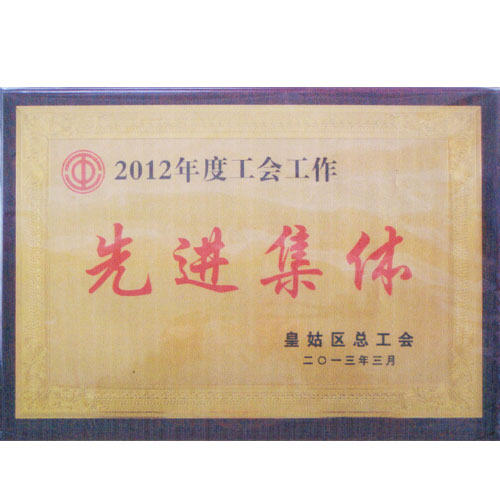 2012年度工会工作
先进集体
皇姑区总工会
二〇一三年三月